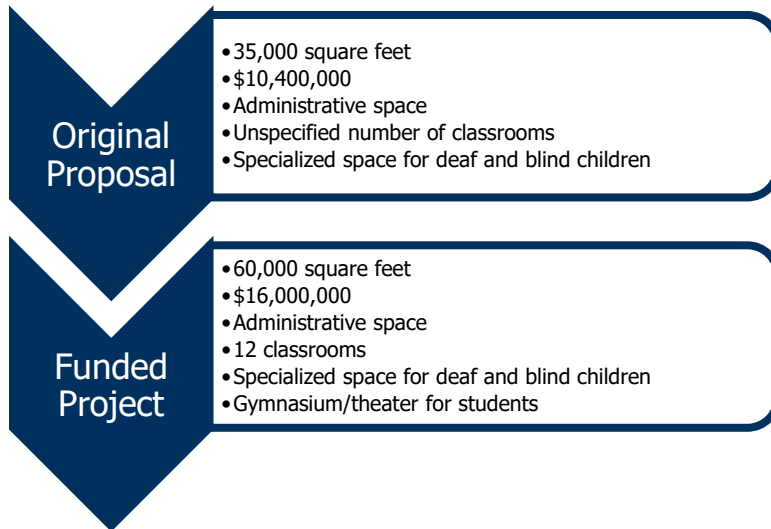 Original
Proposal
•35,000 square feet
•$10,400,000
•Administrative space
•Unspecified number of classrooms
•Specialized space for deaf and blind children
Funded
Project
•60,000 square feet
•$16,000,000
•Administrative space
•12 classrooms
•Specialized space for deaf and blind children
•Gymnasium/theater for students